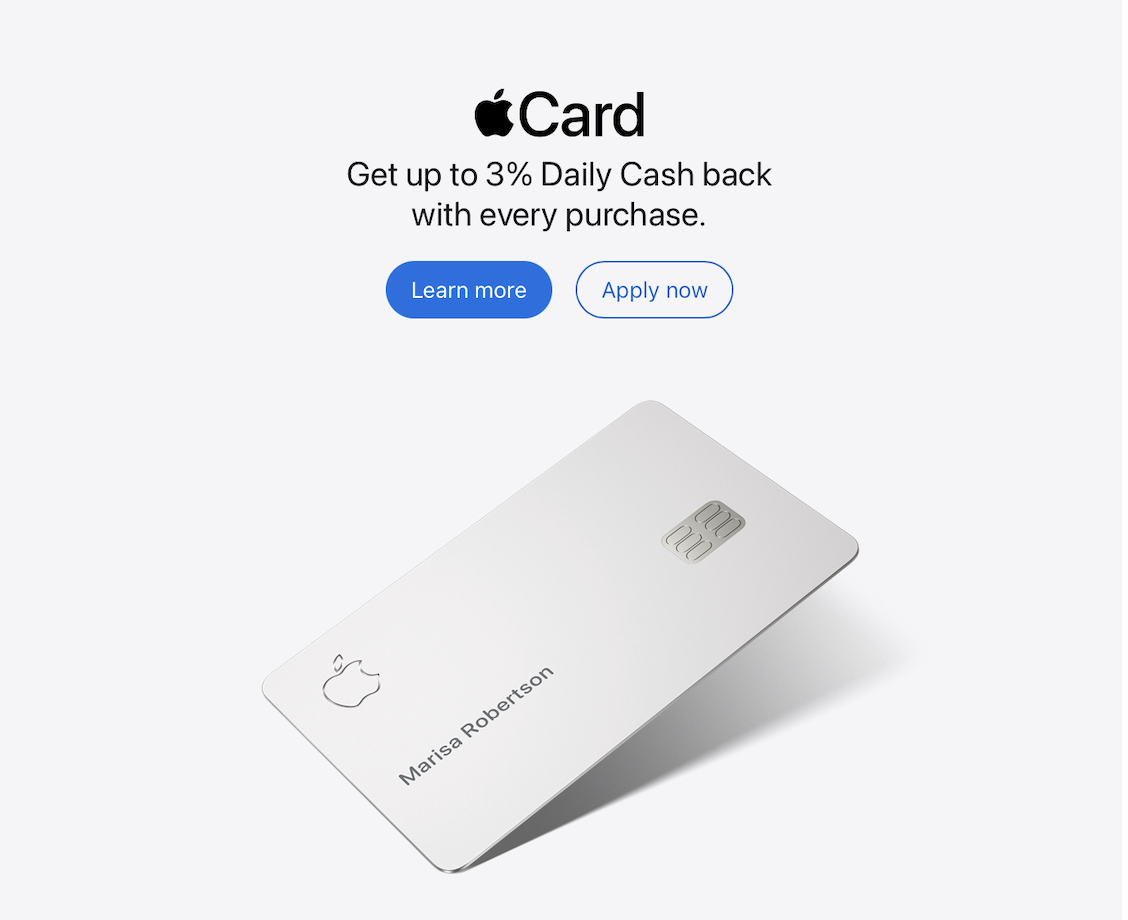 Card
Get up to 3% Daily Cash back
with every purchase.
Learn more
Apply now
Marisa Robertson